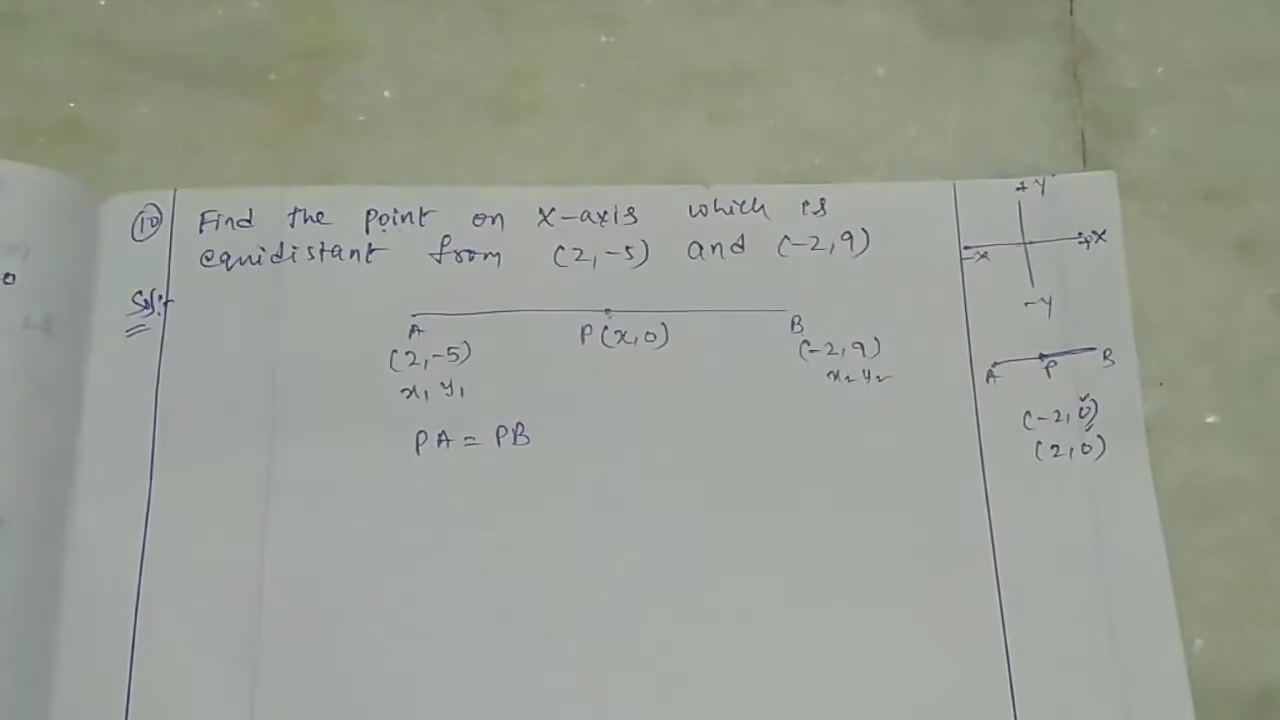 (10) Find the point on x-axis which is
equidistant from (2,-5) and (-2,9)
Sol:-
A P(x,0) B
(2,-5) (-2,9)
x₁ y₁ x₂ y₂
PA = PB
+Y
-X +X
-Y
A P B
(-2,0)
(2,0)